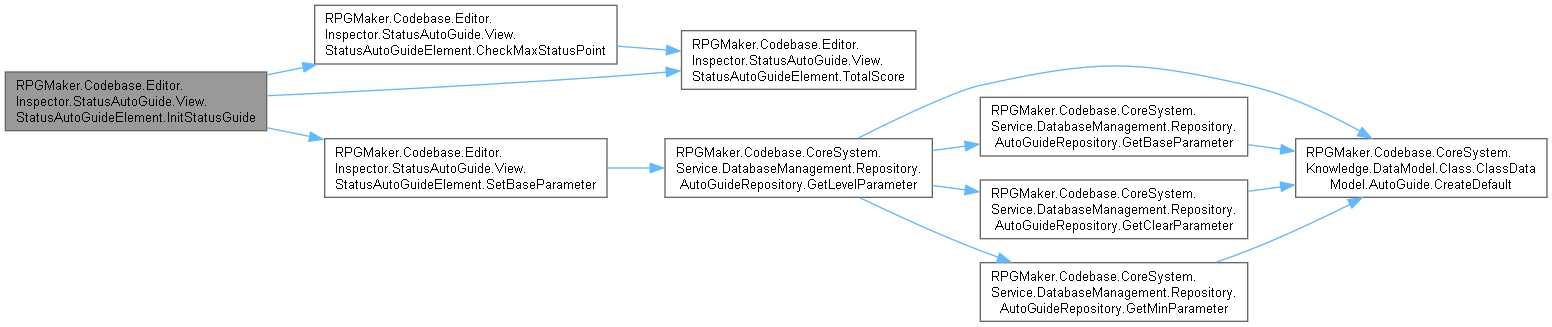 RPGMaker.Codebase.Editor.
Inspector.StatusAutoGuide.View.
StatusAutoGuideElement.InitStatusGuide
RPGMaker.Codebase.Editor.
Inspector.StatusAutoGuide.View.
StatusAutoGuideElement.CheckMaxStatusPoint
RPGMaker.Codebase.Editor.
Inspector.StatusAutoGuide.View.
StatusAutoGuideElement.TotalScore
RPGMaker.Codebase.Editor.
Inspector.StatusAutoGuide.View.
StatusAutoGuideElement.SetBaseParameter
RPGMaker.Codebase.CoreSystem.
Service.DatabaseManagement.Repository.
AutoGuideRepository.GetLevelParameter
RPGMaker.Codebase.CoreSystem.
Service.DatabaseManagement.Repository.
AutoGuideRepository.GetBaseParameter
RPGMaker.Codebase.CoreSystem.
Service.DatabaseManagement.Repository.
AutoGuideRepository.GetClearParameter
RPGMaker.Codebase.CoreSystem.
Service.DatabaseManagement.Repository.
AutoGuideRepository.GetMinParameter
RPGMaker.Codebase.CoreSystem.
Knowledge.DataModel.Class.ClassData
Model.AutoGuide.CreateDefault